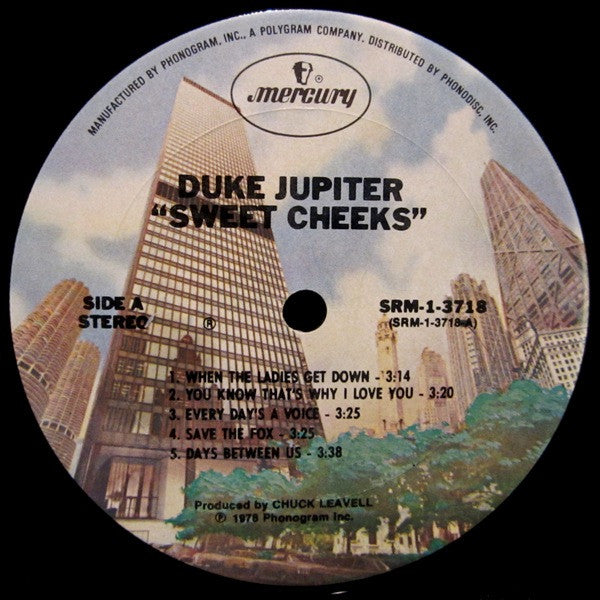 MANUFACTURED BY PHONOGRAM, INC., A POLYGRAM COMPANY. DISTRIBUTED BY PHONODISC, INC.
mercury
®
DUKE JUPITER
"SWEET CHEEKS"
SIDE A
STEREO
®
SRM-1-3718
(SRM-1-3718-A)
1. WHEN THE LADIES GET DOWN - 3:14
2. YOU KNOW THAT'S WHY I LOVE YOU - 3:20
3. EVERY DAY'S A VOICE - 3:25
4. SAVE THE FOX - 3:25
5. DAYS BETWEEN US - 3:38
Produced by CHUCK LEAVELL
℗ 1978 Phonogram Inc.